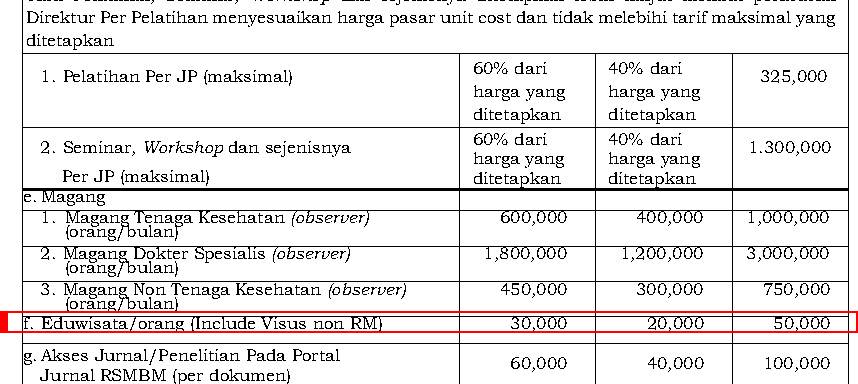 Direktur Per Pelatihan menyesuaikan harga pasar unit cost dan tidak melebihi tarif maksimal yang
ditetapkan
1. Pelatihan Per JP (maksimal) 60% dari harga yang ditetapkan 40% dari harga yang ditetapkan 325,000
2. Seminar, Workshop dan sejenisnya Per JP (maksimal) 60% dari harga yang ditetapkan 40% dari harga yang ditetapkan 1.300,000
e. Magang
1. Magang Tenaga Kesehatan (observer) (orang/bulan) 600,000 400,000 1,000,000
2. Magang Dokter Spesialis (observer) (orang/bulan) 1,800,000 1,200,000 3,000,000
3. Magang Non Tenaga Kesehatan (observer) (orang/bulan) 450,000 300,000 750,000
f. Eduwisata/orang (Include Visus non RM) 30,000 20,000 50,000
g. Akses Jurnal/Penelitian Pada Portal Jurnal RSMBM (per dokumen) 60,000 40,000 100,000